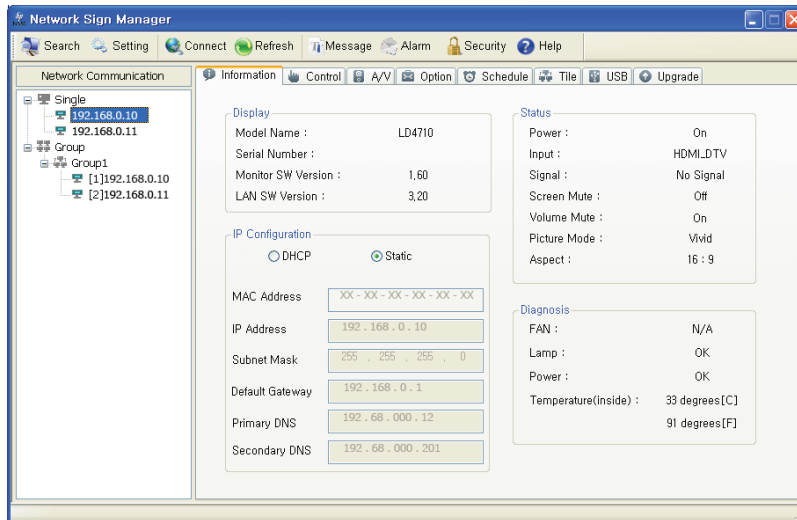 Network Sign Manager
Search Setting Connect Refresh Message Alarm Security Help
Network Communication
Single
192.168.0.10
192.168.0.11
Group
Group1
[1]192.168.0.10
[2]192.168.0.11
Information Control A/V Option Schedule Tile USB Upgrade
Display
Model Name : LD4710
Serial Number :
Monitor SW Version : 1,60
LAN SW Version : 3,20
IP Configuration
DHCP Static
MAC Address XX - XX - XX - XX - XX - XX
IP Address 192 . 168 . 0 . 10
Subnet Mask 255 . 255 . 255 . 0
Default Gateway 192 . 168 . 0 . 1
Primary DNS 192 . 68 . 000 . 12
Secondary DNS 192 . 68 . 000 . 201
Status
Power : On
Input : HDMI_DTV
Signal : No Signal
Screen Mute : Off
Volume Mute : On
Picture Mode : Vivid
Aspect : 16 : 9
Diagnosis
FAN : N/A
Lamp : OK
Power : OK
Temperature(inside) : 33 degrees[C]
91 degrees[F]